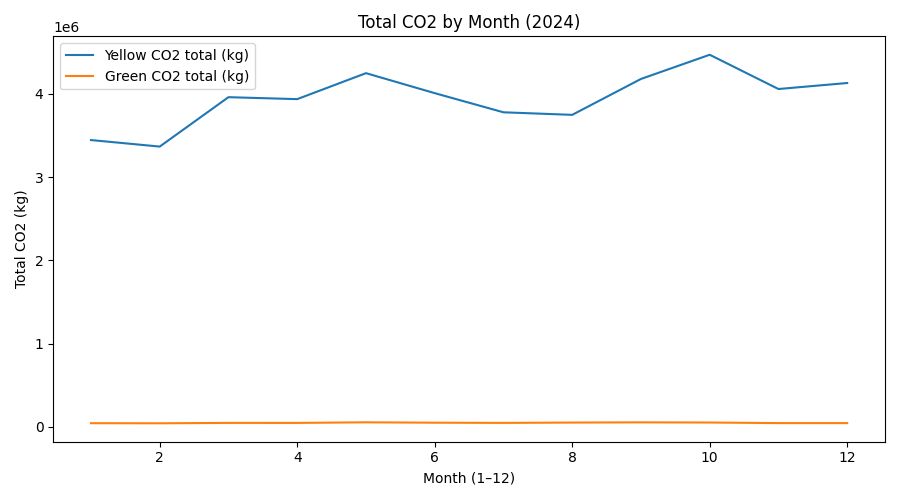 Total CO2 by Month (2024)
1e6
Yellow CO2 total (kg)
Green CO2 total (kg)
4
3
2
1
0
Total CO2 (kg)
2 4 6 8 10 12
Month (1–12)